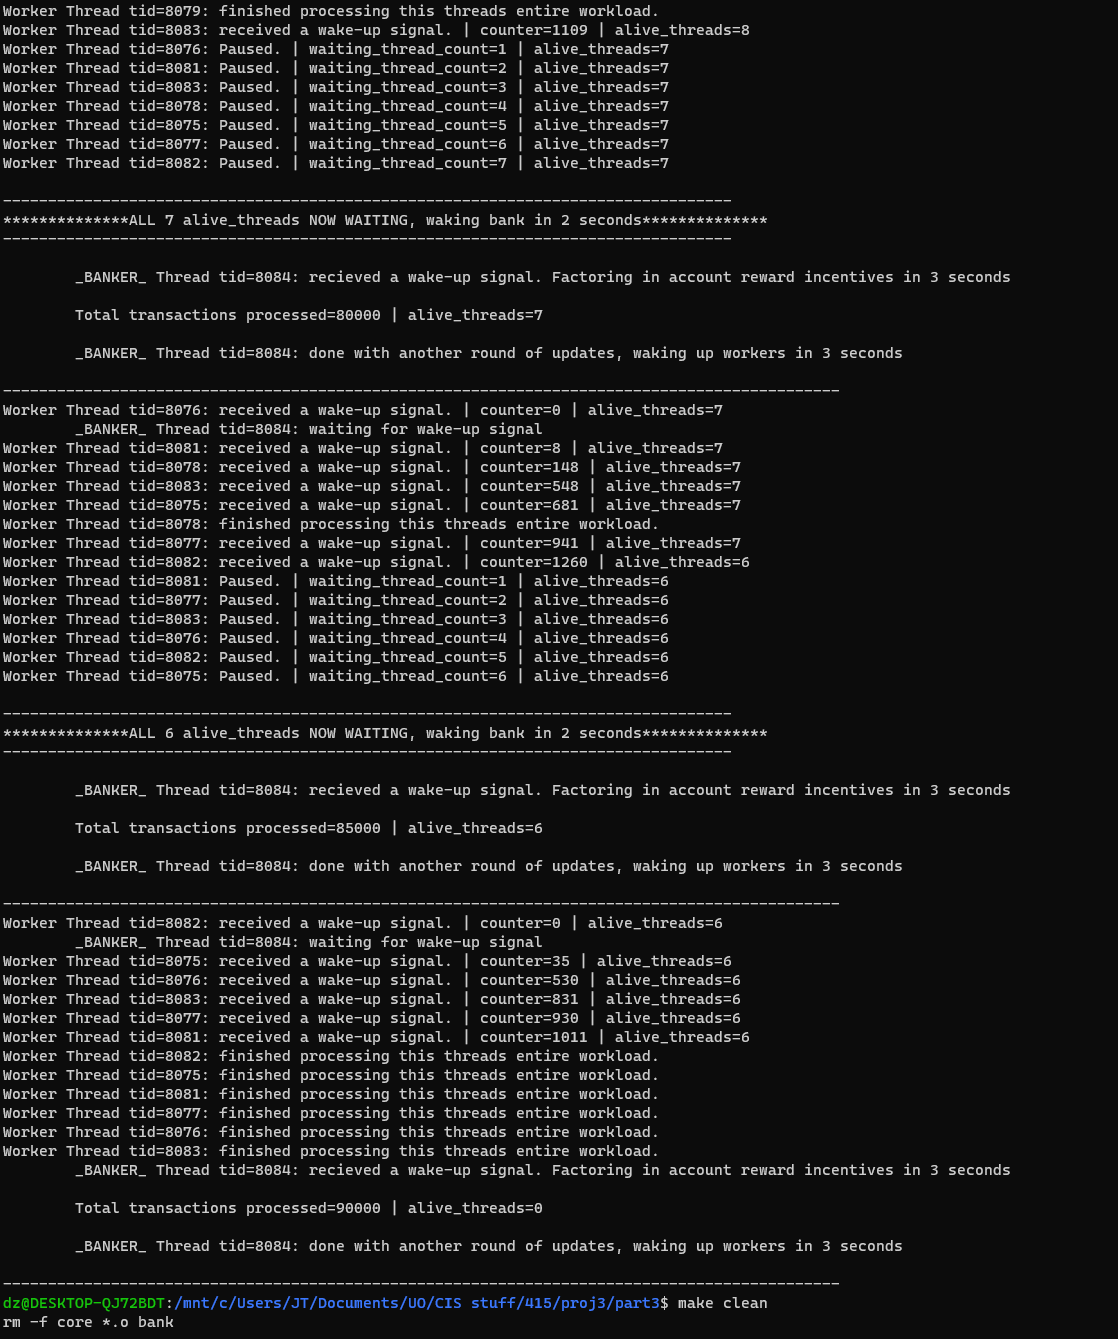 Worker Thread tid=8079: finished processing this threads entire workload.
Worker Thread tid=8083: received a wake-up signal. | counter=1109 | alive_threads=8
Worker Thread tid=8076: Paused. | waiting_thread_count=1 | alive_threads=7
Worker Thread tid=8081: Paused. | waiting_thread_count=2 | alive_threads=7
Worker Thread tid=8083: Paused. | waiting_thread_count=3 | alive_threads=7
Worker Thread tid=8078: Paused. | waiting_thread_count=4 | alive_threads=7
Worker Thread tid=8075: Paused. | waiting_thread_count=5 | alive_threads=7
Worker Thread tid=8077: Paused. | waiting_thread_count=6 | alive_threads=7
Worker Thread tid=8082: Paused. | waiting_thread_count=7 | alive_threads=7
---------------------------------------------------------------------------------
**************ALL 7 alive_threads NOW WAITING, waking bank in 2 seconds**************
---------------------------------------------------------------------------------
_BANKER_ Thread tid=8084: recieved a wake-up signal. Factoring in account reward incentives in 3 seconds
Total transactions processed=80000 | alive_threads=7
_BANKER_ Thread tid=8084: done with another round of updates, waking up workers in 3 seconds
---------------------------------------------------------------------------------------------
Worker Thread tid=8076: received a wake-up signal. | counter=0 | alive_threads=7
_BANKER_ Thread tid=8084: waiting for wake-up signal
Worker Thread tid=8081: received a wake-up signal. | counter=8 | alive_threads=7
Worker Thread tid=8078: received a wake-up signal. | counter=148 | alive_threads=7
Worker Thread tid=8083: received a wake-up signal. | counter=548 | alive_threads=7
Worker Thread tid=8075: received a wake-up signal. | counter=681 | alive_threads=7
Worker Thread tid=8078: finished processing this threads entire workload.
Worker Thread tid=8077: received a wake-up signal. | counter=941 | alive_threads=7
Worker Thread tid=8082: received a wake-up signal. | counter=1260 | alive_threads=6
Worker Thread tid=8081: Paused. | waiting_thread_count=1 | alive_threads=6
Worker Thread tid=8077: Paused. | waiting_thread_count=2 | alive_threads=6
Worker Thread tid=8083: Paused. | waiting_thread_count=3 | alive_threads=6
Worker Thread tid=8076: Paused. | waiting_thread_count=4 | alive_threads=6
Worker Thread tid=8082: Paused. | waiting_thread_count=5 | alive_threads=6
Worker Thread tid=8075: Paused. | waiting_thread_count=6 | alive_threads=6
---------------------------------------------------------------------------------
**************ALL 6 alive_threads NOW WAITING, waking bank in 2 seconds**************
---------------------------------------------------------------------------------
_BANKER_ Thread tid=8084: recieved a wake-up signal. Factoring in account reward incentives in 3 seconds
Total transactions processed=85000 | alive_threads=6
_BANKER_ Thread tid=8084: done with another round of updates, waking up workers in 3 seconds
---------------------------------------------------------------------------------------------
Worker Thread tid=8082: received a wake-up signal. | counter=0 | alive_threads=6
_BANKER_ Thread tid=8084: waiting for wake-up signal
Worker Thread tid=8075: received a wake-up signal. | counter=35 | alive_threads=6
Worker Thread tid=8076: received a wake-up signal. | counter=530 | alive_threads=6
Worker Thread tid=8083: received a wake-up signal. | counter=831 | alive_threads=6
Worker Thread tid=8077: received a wake-up signal. | counter=930 | alive_threads=6
Worker Thread tid=8081: received a wake-up signal. | counter=1011 | alive_threads=6
Worker Thread tid=8082: finished processing this threads entire workload.
Worker Thread tid=8075: finished processing this threads entire workload.
Worker Thread tid=8081: finished processing this threads entire workload.
Worker Thread tid=8077: finished processing this threads entire workload.
Worker Thread tid=8076: finished processing this threads entire workload.
Worker Thread tid=8083: finished processing this threads entire workload.
_BANKER_ Thread tid=8084: recieved a wake-up signal. Factoring in account reward incentives in 3 seconds
Total transactions processed=90000 | alive_threads=0
_BANKER_ Thread tid=8084: done with another round of updates, waking up workers in 3 seconds
---------------------------------------------------------------------------------------------
dz@DESKTOP-QJ72BDT:/mnt/c/Users/JT/Documents/UO/CIS stuff/415/proj3/part3$ make clean
rm -f core *.o bank